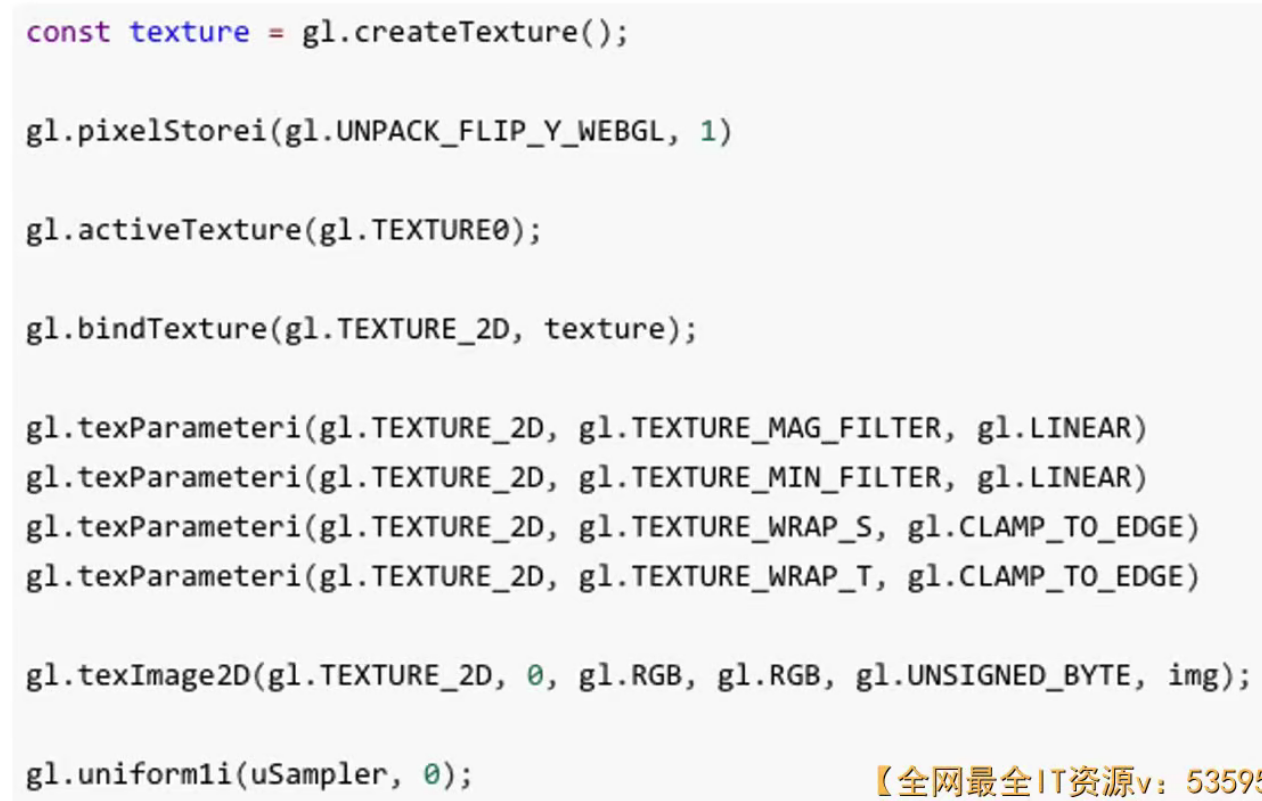 const texture = gl.createTexture();
gl.pixelStorei(gl.UNPACK_FLIP_Y_WEBGL, 1)
gl.activeTexture(gl.TEXTURE0);
gl.bindTexture(gl.TEXTURE_2D, texture);
gl.texParameteri(gl.TEXTURE_2D, gl.TEXTURE_MAG_FILTER, gl.LINEAR)
gl.texParameteri(gl.TEXTURE_2D, gl.TEXTURE_MIN_FILTER, gl.LINEAR)
gl.texParameteri(gl.TEXTURE_2D, gl.TEXTURE_WRAP_S, gl.CLAMP_TO_EDGE)
gl.texParameteri(gl.TEXTURE_2D, gl.TEXTURE_WRAP_T, gl.CLAMP_TO_EDGE)
gl.texImage2D(gl.TEXTURE_2D, 0, gl.RGB, gl.RGB, gl.UNSIGNED_BYTE, img);
gl.uniform1i(uSampler, 0);
【全网最全IT资源v：53595